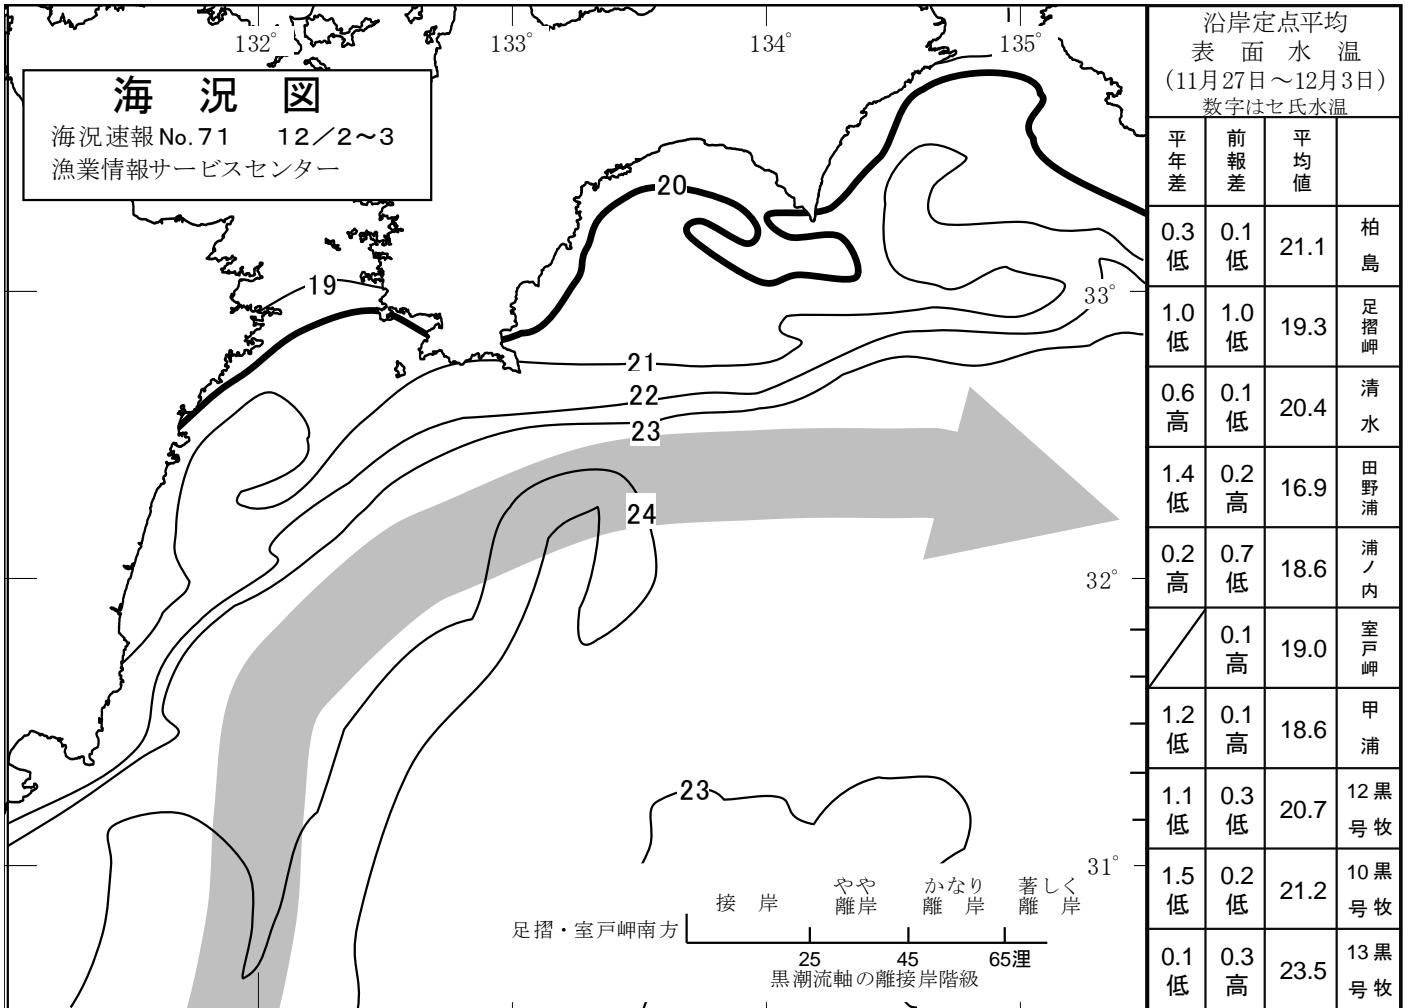 132°
133°
134°
135°
海況図
海況速報No.71 12/2～3
漁業情報サービスセンター
20
19
33°
21
22
23
24
32°
23
31°
接岸
やや離岸
かなり離岸
著しく離岸
足摺・室戸岬南方
25 45 65浬
黒潮流軸の離接岸階級
沿岸定点平均
表面水温
(11月27日～12月3日)
数字はセ氏水温
平年差 前報差 平均値
0.3低 0.1低 21.1 柏島
1.0低 1.0低 19.3 足摺岬
0.6高 0.1低 20.4 清水
1.4低 0.2高 16.9 田野浦
0.2高 0.7低 18.6 浦ノ内
0.1高 19.0 室戸岬
1.2低 0.1高 18.6 甲浦
1.1低 0.3低 20.7 黒牧12号
1.5低 0.2低 21.2 黒牧10号
0.1低 0.3高 23.5 黒牧13号